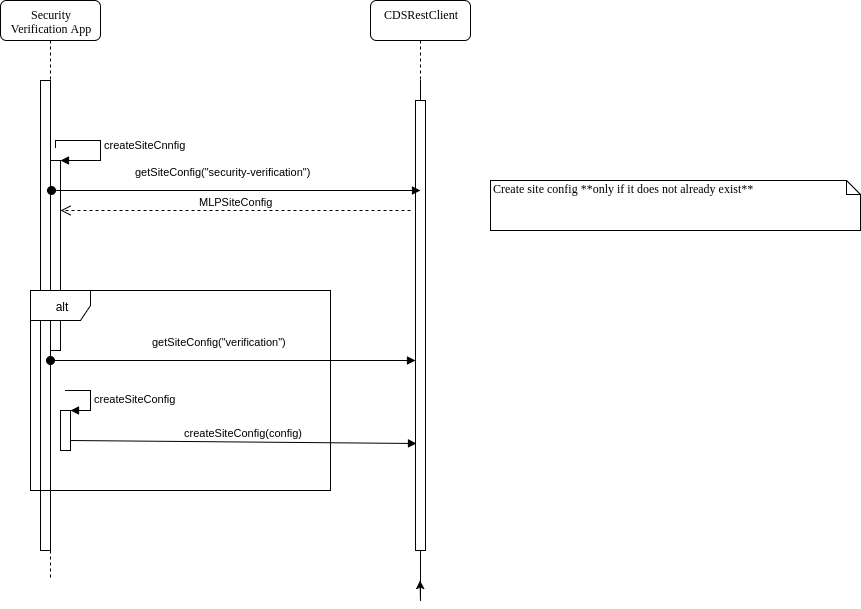 Security
Verification App
CDSRestClient
createSiteCnnfig
getSiteConfig("security-verification")
MLPSiteConfig
Create site config **only if it does not already exist**
alt
getSiteConfig("verification")
createSiteConfig
createSiteConfig(config)